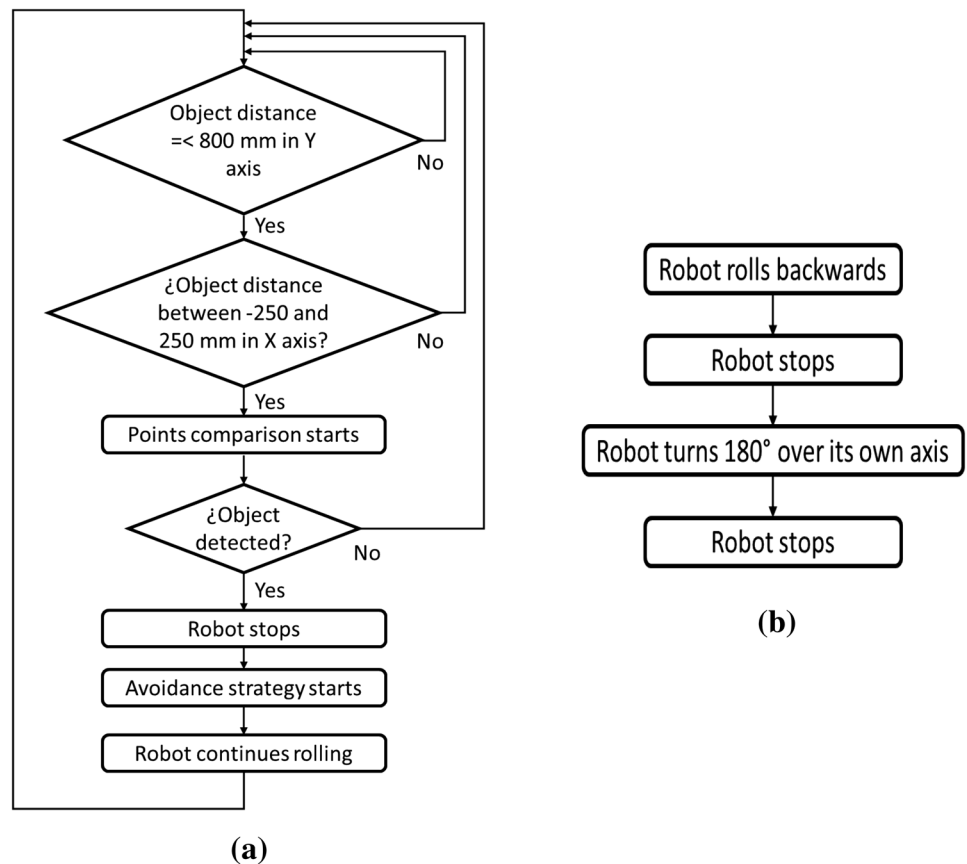 Object distance
=< 800 mm in Y
axis
No
Yes
¿Object distance
between -250 and
250 mm in X axis?
No
Yes
Points comparison starts
¿Object
detected?
No
Yes
Robot stops
Avoidance strategy starts
Robot continues rolling
(a)
Robot rolls backwards
Robot stops
Robot turns 180° over its own axis
Robot stops
(b)